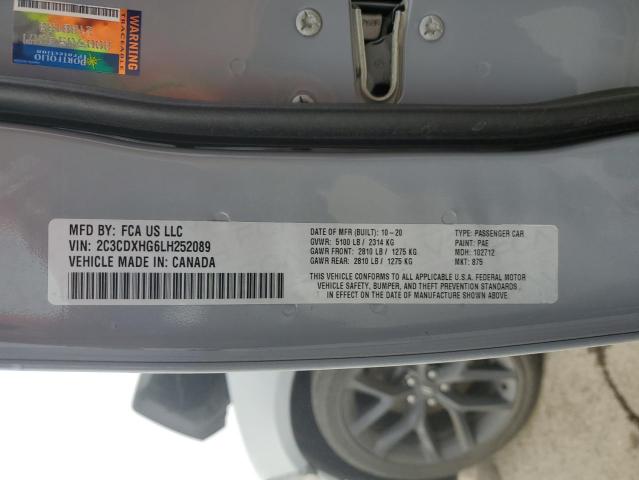 WARNING
TRACEABLE
PORTFOLIO
Protection
MFD BY: FCA US LLC
VIN: 2C3CDXHG6LH252089
VEHICLE MADE IN: CANADA
DATE OF MFR (BUILT): 10-20
GVWR: 5100 LB / 2314 KG
GAWR FRONT: 2810 LB / 1275 KG
GAWR REAR: 2810 LB / 1275 KG
TYPE: PASSENGER CAR
PAINT: PAE
MDH: 102712
MKT: 875
THIS VEHICLE CONFORMS TO ALL APPLICABLE U.S.A. FEDERAL MOTOR
VEHICLE SAFETY, BUMPER, AND THEFT PREVENTION STANDARDS
IN EFFECT ON THE DATE OF MANUFACTURE SHOWN ABOVE.